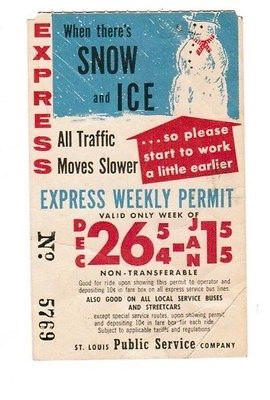 EXPRESS
When there's
SNOW
and ICE
All Traffic
Moves Slower
...so please
start to work
a little earlier
EXPRESS WEEKLY PERMIT
VALID ONLY WEEK OF
DEC 26 54 - JAN 1 55
NON-TRANSFERABLE
Good for ride upon showing this permit to operator and
depositing 10¢ in fare box on all express service bus lines.
ALSO GOOD ON ALL LOCAL SERVICE BUSES
AND STREETCARS
except special service routes, upon showing permit and
depositing 10¢ in fare box for each ride.
Subject to applicable tariffs and regulations
ST. LOUIS Public Service COMPANY
No. 5769